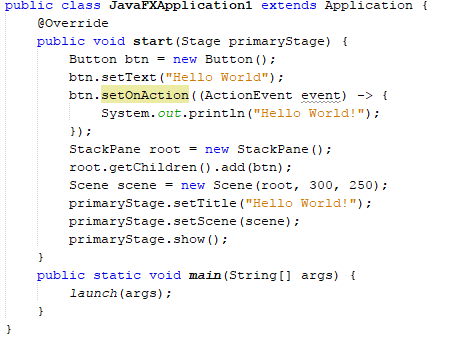 public class JavaFXApplication1 extends Application {
@Override
public void start(Stage primaryStage) {
Button btn = new Button();
btn.setText("Hello World");
btn.setOnAction((ActionEvent event) -> {
System.out.println("Hello World!");
});
StackPane root = new StackPane();
root.getChildren().add(btn);
Scene scene = new Scene(root, 300, 250);
primaryStage.setTitle("Hello World!");
primaryStage.setScene(scene);
primaryStage.show();
}
public static void main(String[] args) {
launch(args);
}
}